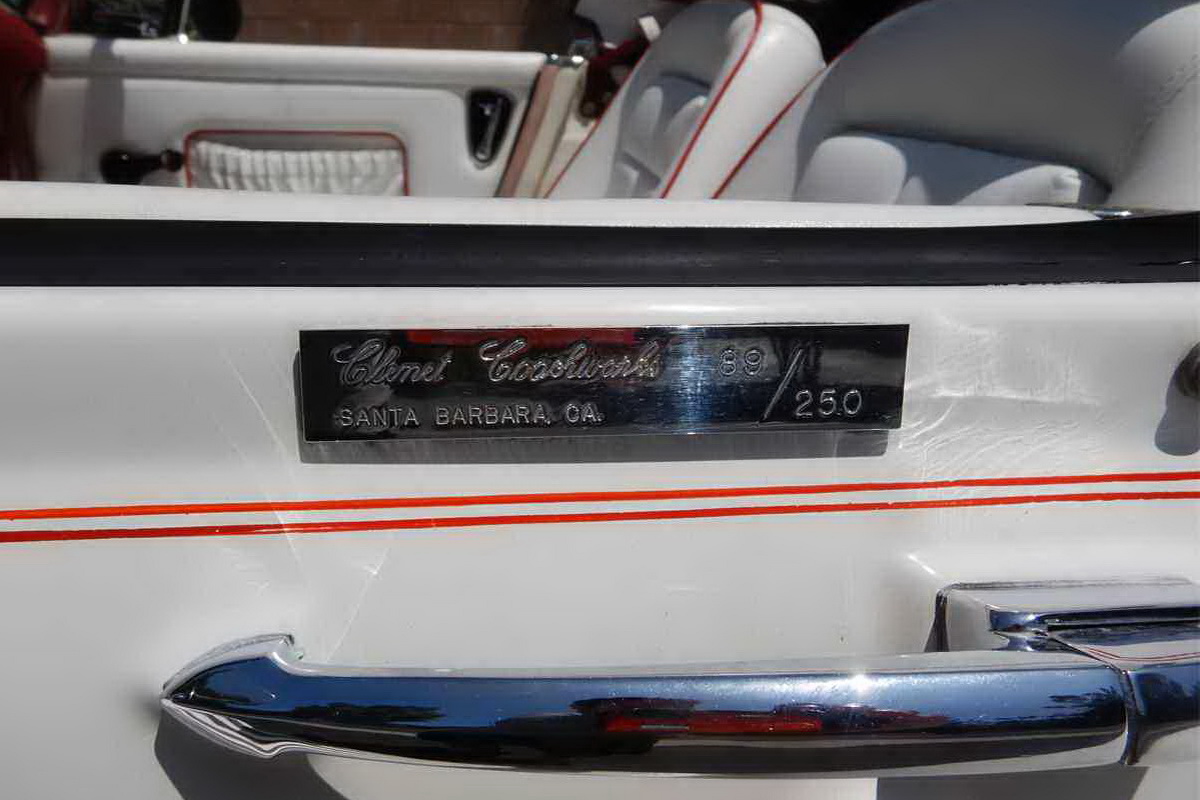 Clenet Coachworks 89/
SANTA BARBARA, CA. 250